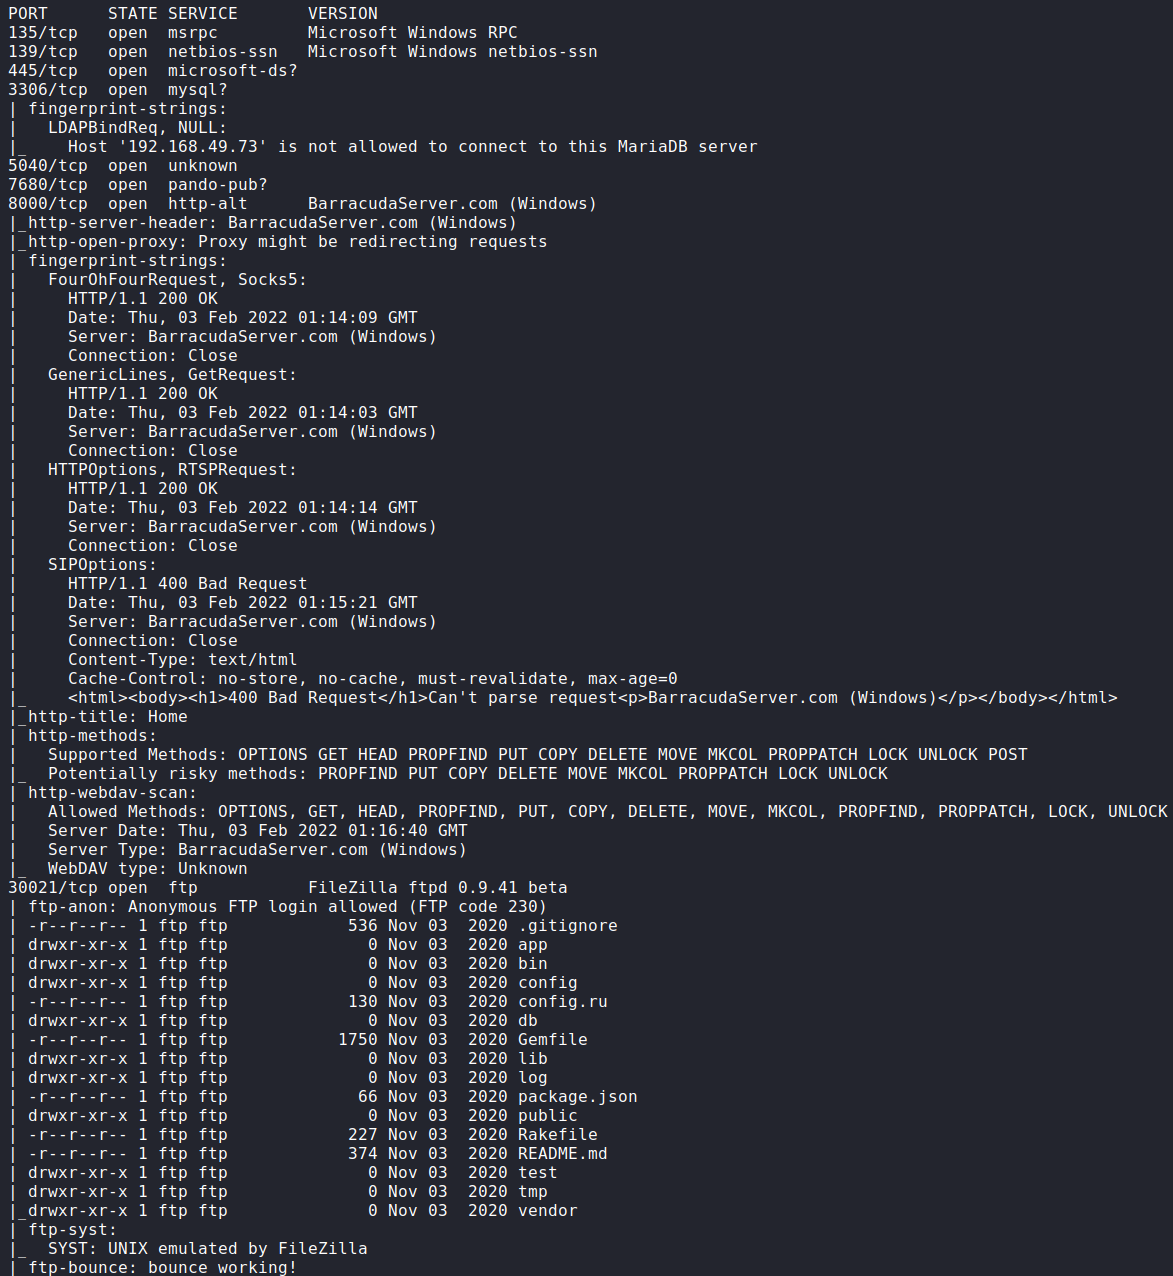 PORT      STATE SERVICE       VERSION
135/tcp   open  msrpc         Microsoft Windows RPC
139/tcp   open  netbios-ssn   Microsoft Windows netbios-ssn
445/tcp   open  microsoft-ds?
3306/tcp  open  mysql?
| fingerprint-strings:
|   LDAPBindReq, NULL:
|_    Host '192.168.49.73' is not allowed to connect to this MariaDB server
5040/tcp  open  unknown
7680/tcp  open  pando-pub?
8000/tcp  open  http-alt      BarracudaServer.com (Windows)
|_http-server-header: BarracudaServer.com (Windows)
|_http-open-proxy: Proxy might be redirecting requests
| fingerprint-strings:
|   FourOhFourRequest, Socks5:
|     HTTP/1.1 200 OK
|     Date: Thu, 03 Feb 2022 01:14:09 GMT
|     Server: BarracudaServer.com (Windows)
|     Connection: Close
|   GenericLines, GetRequest:
|     HTTP/1.1 200 OK
|     Date: Thu, 03 Feb 2022 01:14:03 GMT
|     Server: BarracudaServer.com (Windows)
|     Connection: Close
|   HTTPOptions, RTSPRequest:
|     HTTP/1.1 200 OK
|     Date: Thu, 03 Feb 2022 01:14:14 GMT
|     Server: BarracudaServer.com (Windows)
|     Connection: Close
|   SIPOptions:
|     HTTP/1.1 400 Bad Request
|     Date: Thu, 03 Feb 2022 01:15:21 GMT
|     Server: BarracudaServer.com (Windows)
|     Connection: Close
|     Content-Type: text/html
|     Cache-Control: no-store, no-cache, must-revalidate, max-age=0
|_    <html><body><h1>400 Bad Request</h1>Can't parse request<p>BarracudaServer.com (Windows)</p></body></html>
|_http-title: Home
| http-methods:
|   Supported Methods: OPTIONS GET HEAD PROPFIND PUT COPY DELETE MOVE MKCOL PROPPATCH LOCK UNLOCK POST
|_  Potentially risky methods: PROPFIND PUT COPY DELETE MOVE MKCOL PROPPATCH LOCK UNLOCK
| http-webdav-scan:
|   Allowed Methods: OPTIONS, GET, HEAD, PROPFIND, PUT, COPY, DELETE, MOVE, MKCOL, PROPFIND, PROPPATCH, LOCK, UNLOCK
|   Server Date: Thu, 03 Feb 2022 01:16:40 GMT
|   Server Type: BarracudaServer.com (Windows)
|_  WebDAV type: Unknown
30021/tcp open  ftp           FileZilla ftpd 0.9.41 beta
| ftp-anon: Anonymous FTP login allowed (FTP code 230)
| -r--r--r-- 1 ftp ftp            536 Nov 03  2020 .gitignore
| drwxr-xr-x 1 ftp ftp              0 Nov 03  2020 app
| drwxr-xr-x 1 ftp ftp              0 Nov 03  2020 bin
| drwxr-xr-x 1 ftp ftp              0 Nov 03  2020 config
| -r--r--r-- 1 ftp ftp            130 Nov 03  2020 config.ru
| drwxr-xr-x 1 ftp ftp              0 Nov 03  2020 db
| -r--r--r-- 1 ftp ftp           1750 Nov 03  2020 Gemfile
| drwxr-xr-x 1 ftp ftp              0 Nov 03  2020 lib
| drwxr-xr-x 1 ftp ftp              0 Nov 03  2020 log
| -r--r--r-- 1 ftp ftp             66 Nov 03  2020 package.json
| drwxr-xr-x 1 ftp ftp              0 Nov 03  2020 public
| -r--r--r-- 1 ftp ftp            227 Nov 03  2020 Rakefile
| -r--r--r-- 1 ftp ftp            374 Nov 03  2020 README.md
| drwxr-xr-x 1 ftp ftp              0 Nov 03  2020 test
| drwxr-xr-x 1 ftp ftp              0 Nov 03  2020 tmp
|_drwxr-xr-x 1 ftp ftp              0 Nov 03  2020 vendor
| ftp-syst:
|_  SYST: UNIX emulated by FileZilla
| ftp-bounce: bounce working!